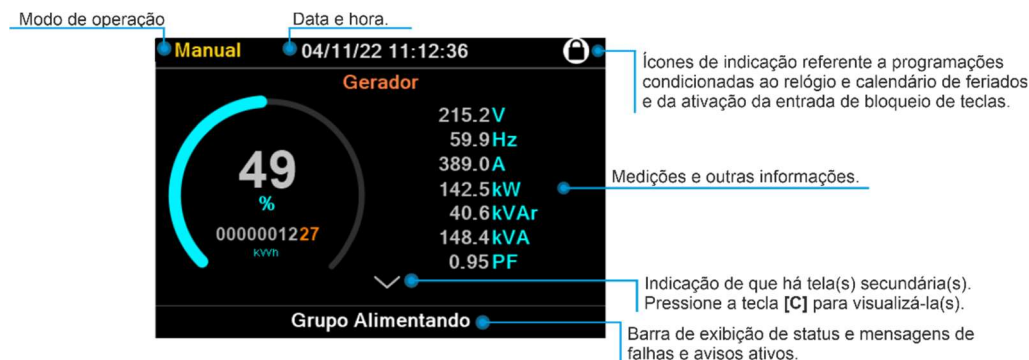 Modo de operação
Data e hora.
Manual
04/11/22 11:12:36
Ícones de indicação referente a programações
condicionadas ao relógio e calendário de feriados
e da ativação da entrada de bloqueio de teclas.
Gerador
49
%
0000001227
KWh
215.2V
59.9Hz
389.0A
142.5kW
40.6kVAr
148.4kVA
0.95PF
Medições e outras informações.
Indicação de que há tela(s) secundária(s).
Pressione a tecla [C] para visualizá-la(s).
Grupo Alimentando
Barra de exibição de status e mensagens de
falhas e avisos ativos.